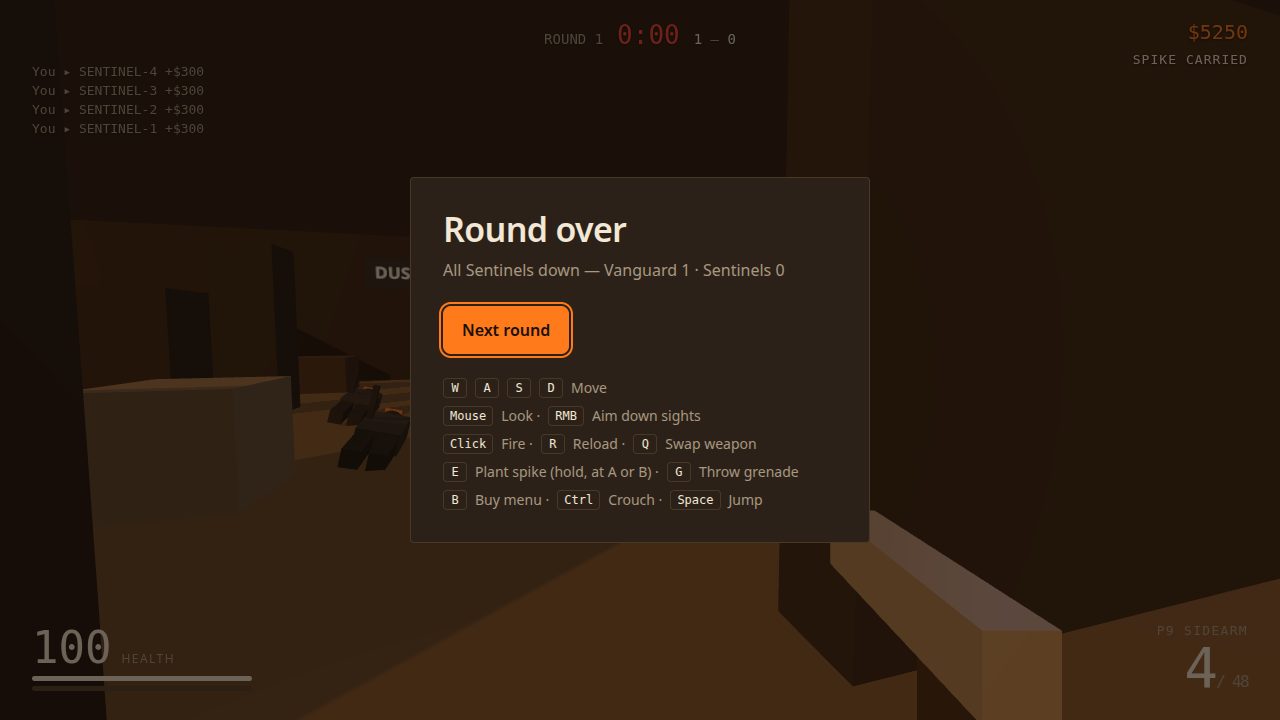 ROUND 1 0:00 1 — 0
$5250
SPIKE CARRIED
You ▸ SENTINEL-4 +$300
You ▸ SENTINEL-3 +$300
You ▸ SENTINEL-2 +$300
You ▸ SENTINEL-1 +$300
DUS
Round over
All Sentinels down — Vanguard 1 · Sentinels 0
Next round
W A S D Move
Mouse Look · RMB Aim down sights
Click Fire · R Reload · Q Swap weapon
E Plant spike (hold, at A or B) · G Throw grenade
B Buy menu · Ctrl Crouch · Space Jump
100 HEALTH
P9 SIDEARM
4 / 48